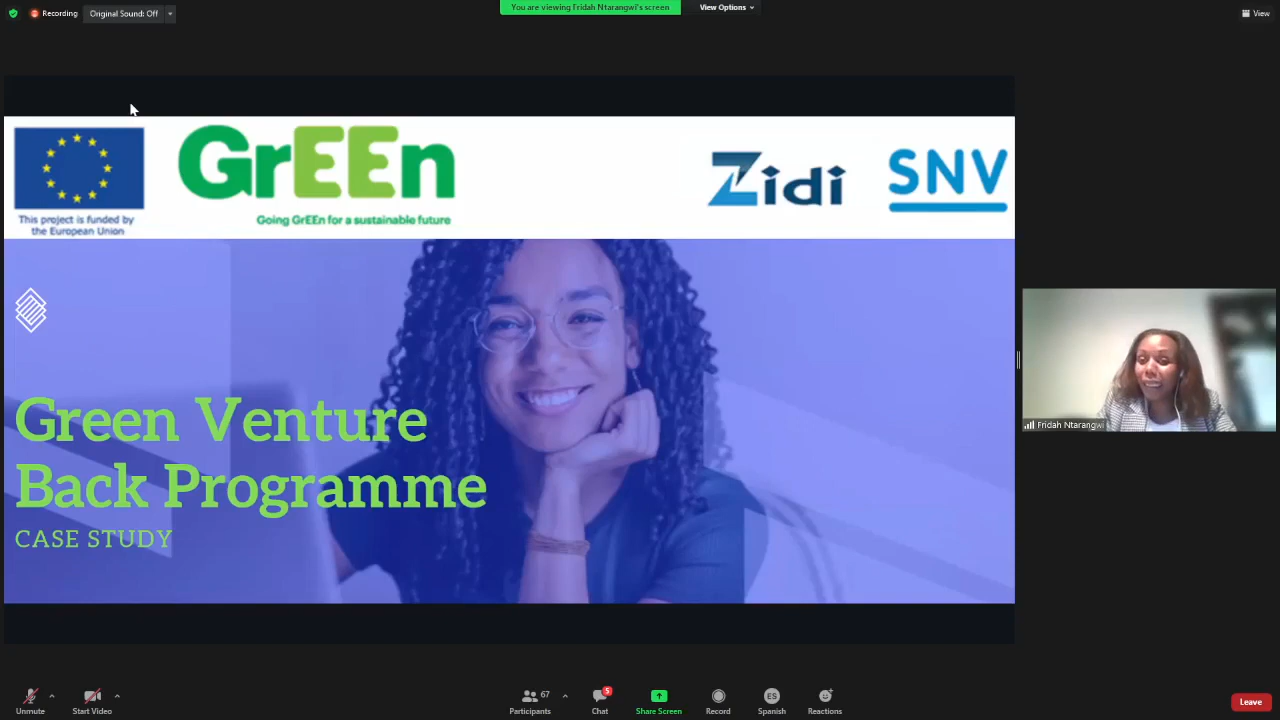 Recording
Original Sound: Off
You are viewing Fridah Ntarangwi's screen
View Options
View
This project is funded by
the European Union
GrEEn
Going GrEEn for a sustainable future
Zidi
SNV
Green Venture
Back Programme
CASE STUDY
Fridah Ntarangwi
Unmute
Start Video
67
Participants
5
Chat
Share Screen
Record
ES
Spanish
Reactions
Leave